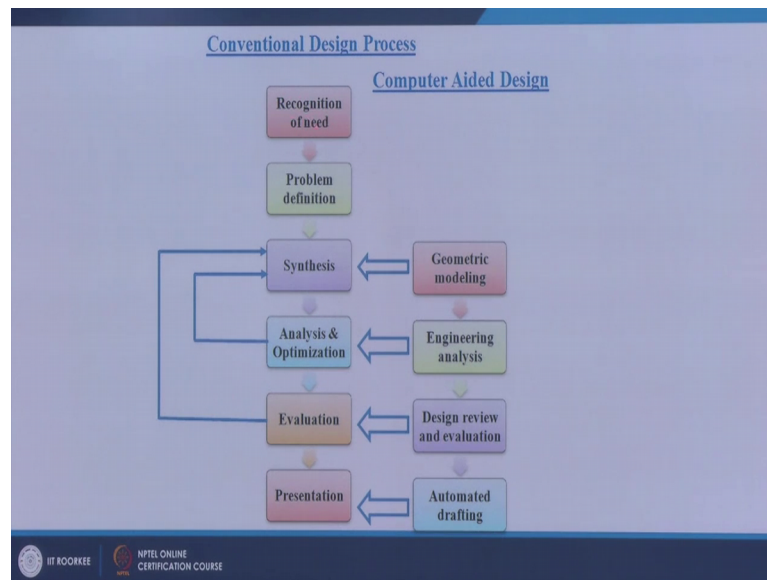 Conventional Design Process
Computer Aided Design
Recognition
of need
Problem
definition
Synthesis
Geometric
modeling
Analysis &
Optimization
Engineering
analysis
Evaluation
Design review
and evaluation
Presentation
Automated
drafting
IIT ROORKEE
NPTEL ONLINE
CERTIFICATION COURSE
NPTEL